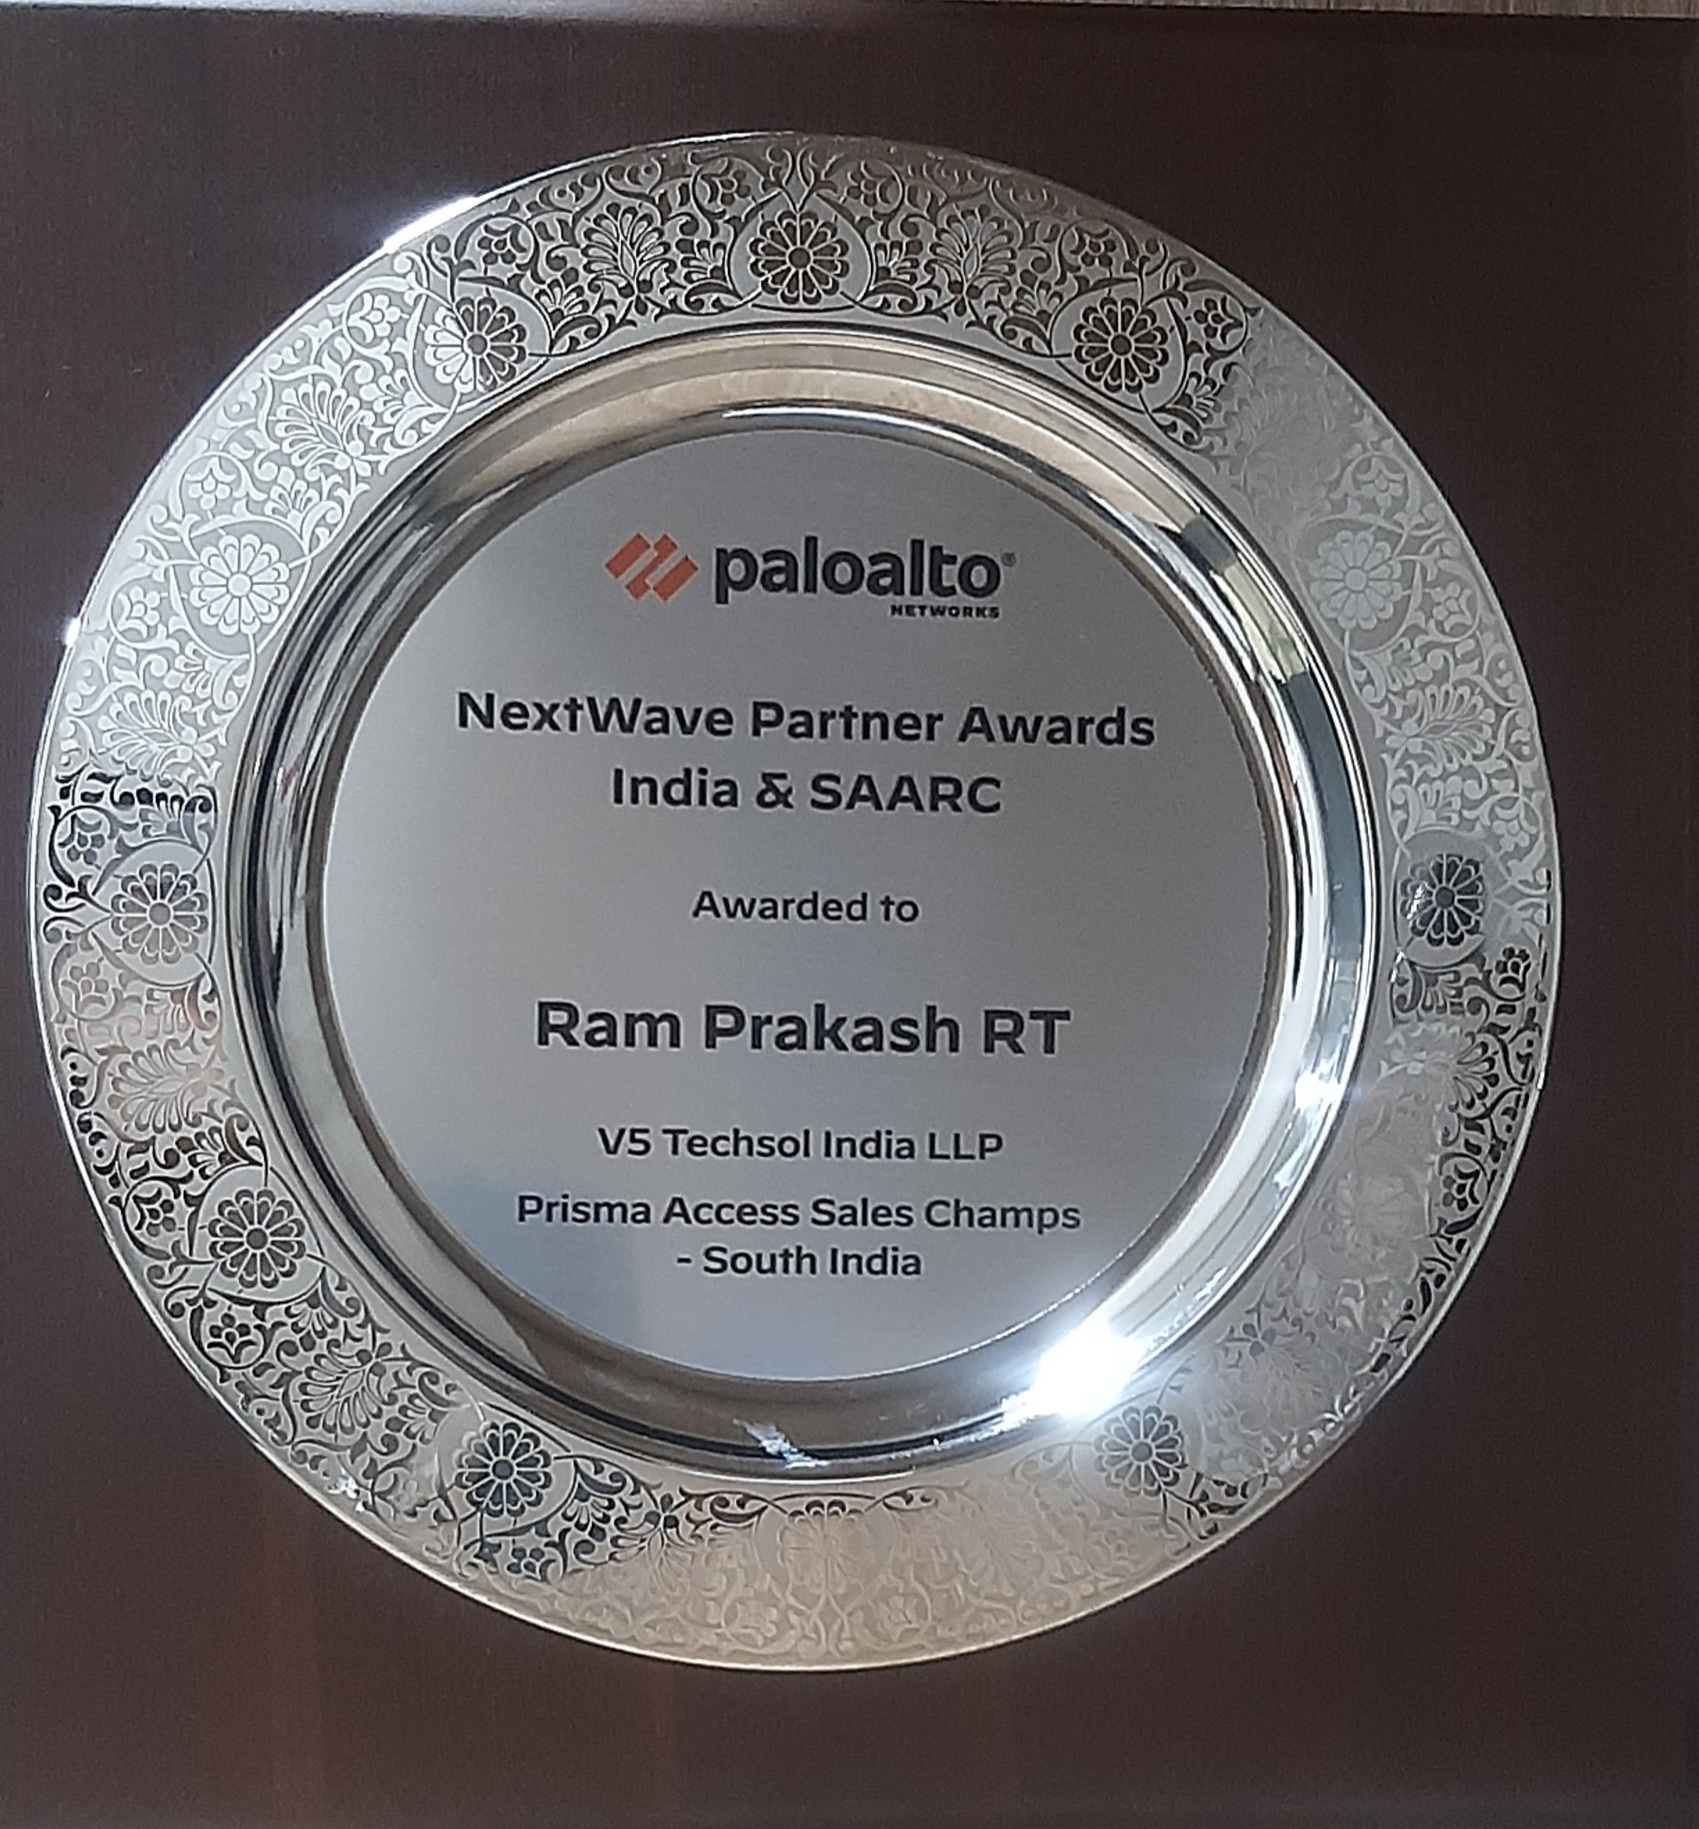 paloalto®
NETWORKS
NextWave Partner Awards
India & SAARC
Awarded to
Ram Prakash RT
V5 Techsol India LLP
Prisma Access Sales Champs
- South India